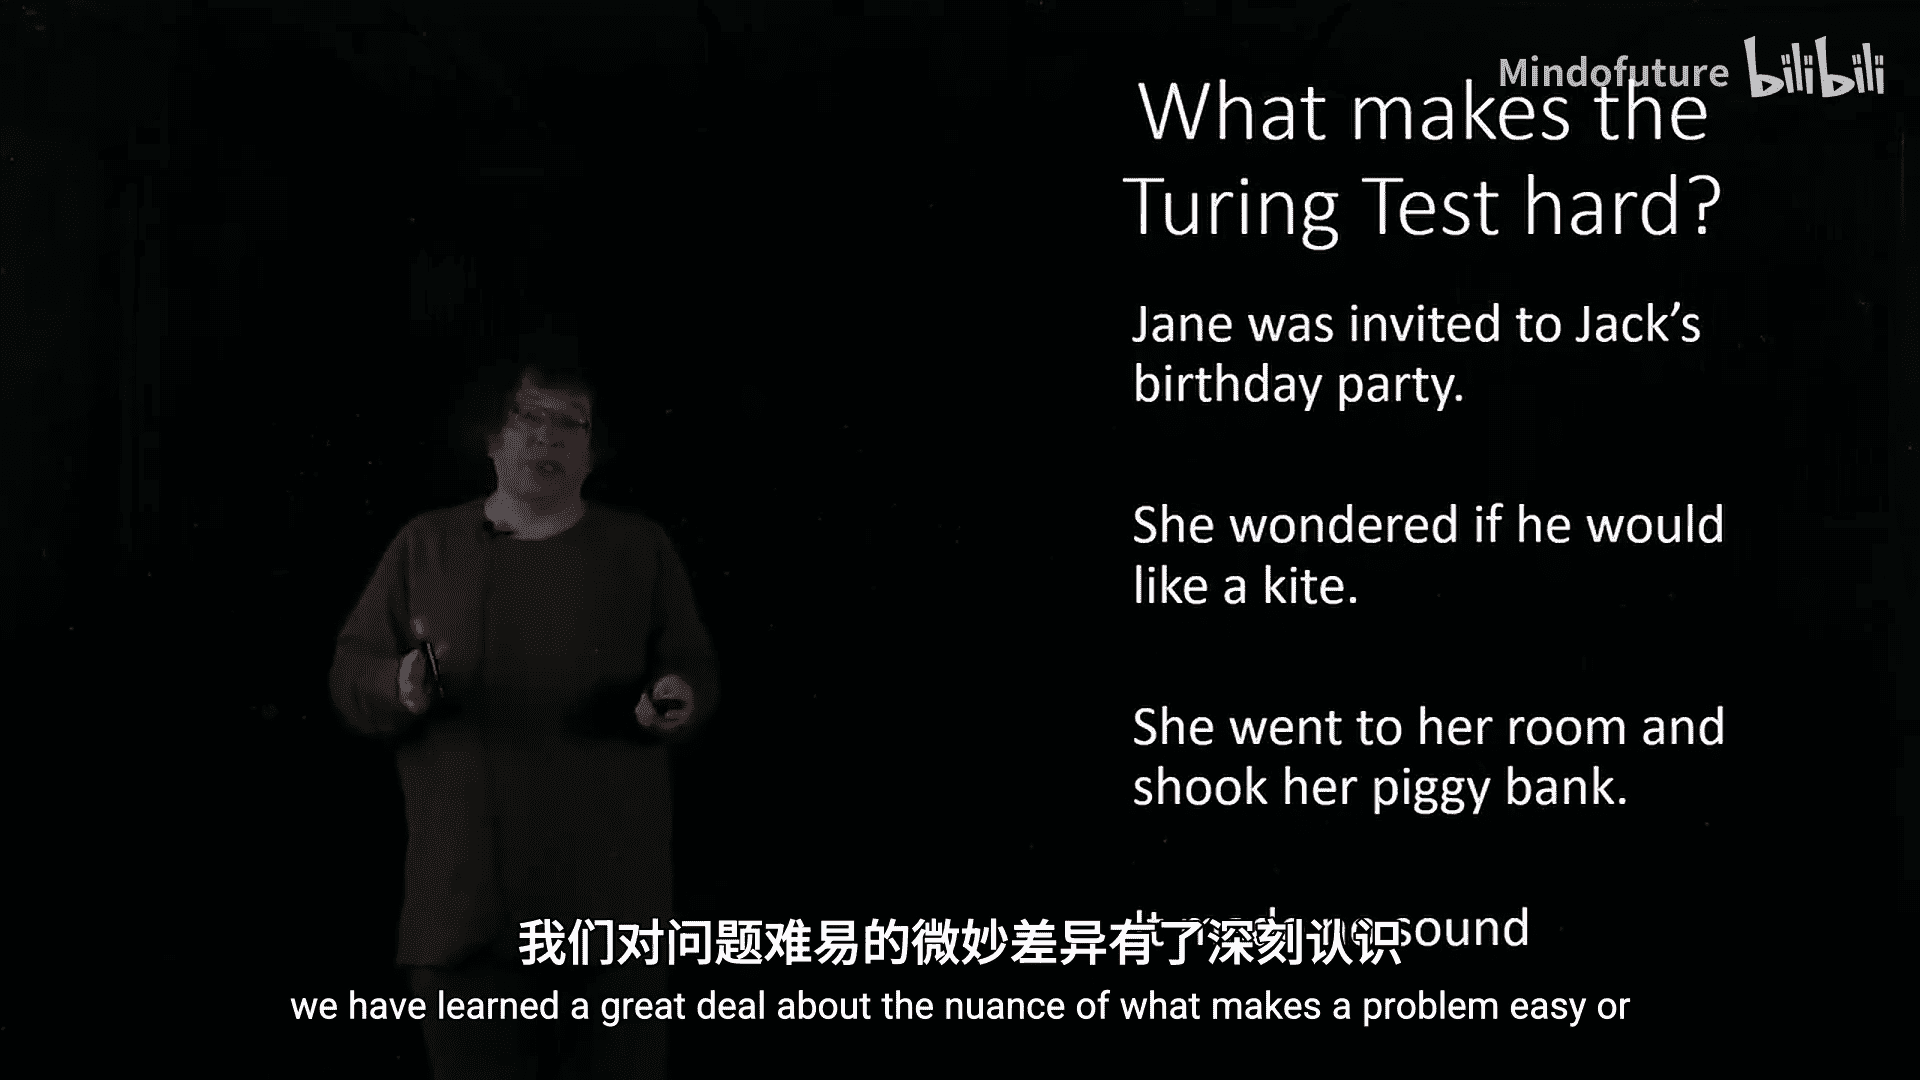 Mindofuture bilibili
What makes the
Turing Test hard?
Jane was invited to Jack’s
birthday party.
She wondered if he would
like a kite.
She went to her room and
shook her piggy bank.
It made no sound
我们对问题难易的微妙差异有了深刻认识
we have learned a great deal about the nuance of what makes a problem easy or